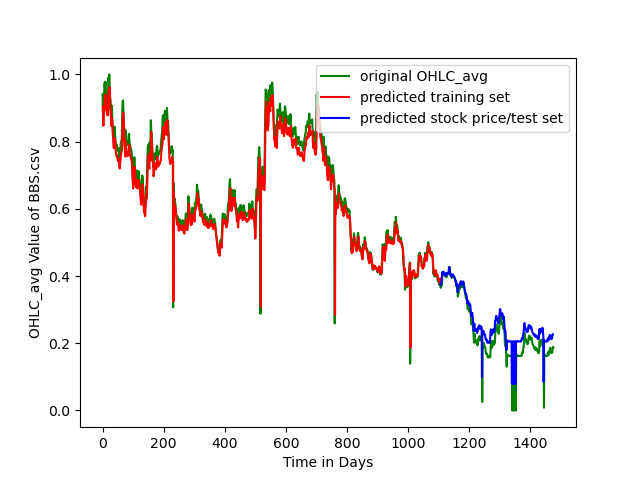 original OHLC_avg
predicted training set
predicted stock price/test set
OHLC_avg Value of BBS.csv
1.0
0.8
0.6
0.4
0.2
0.0
0 200 400 600 800 1000 1200 1400
Time in Days